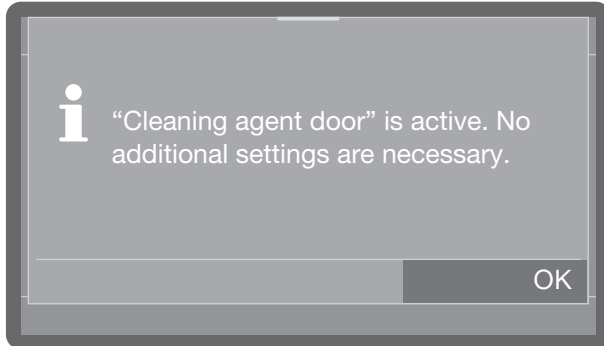 “Cleaning agent door” is active. No
additional settings are necessary.
OK